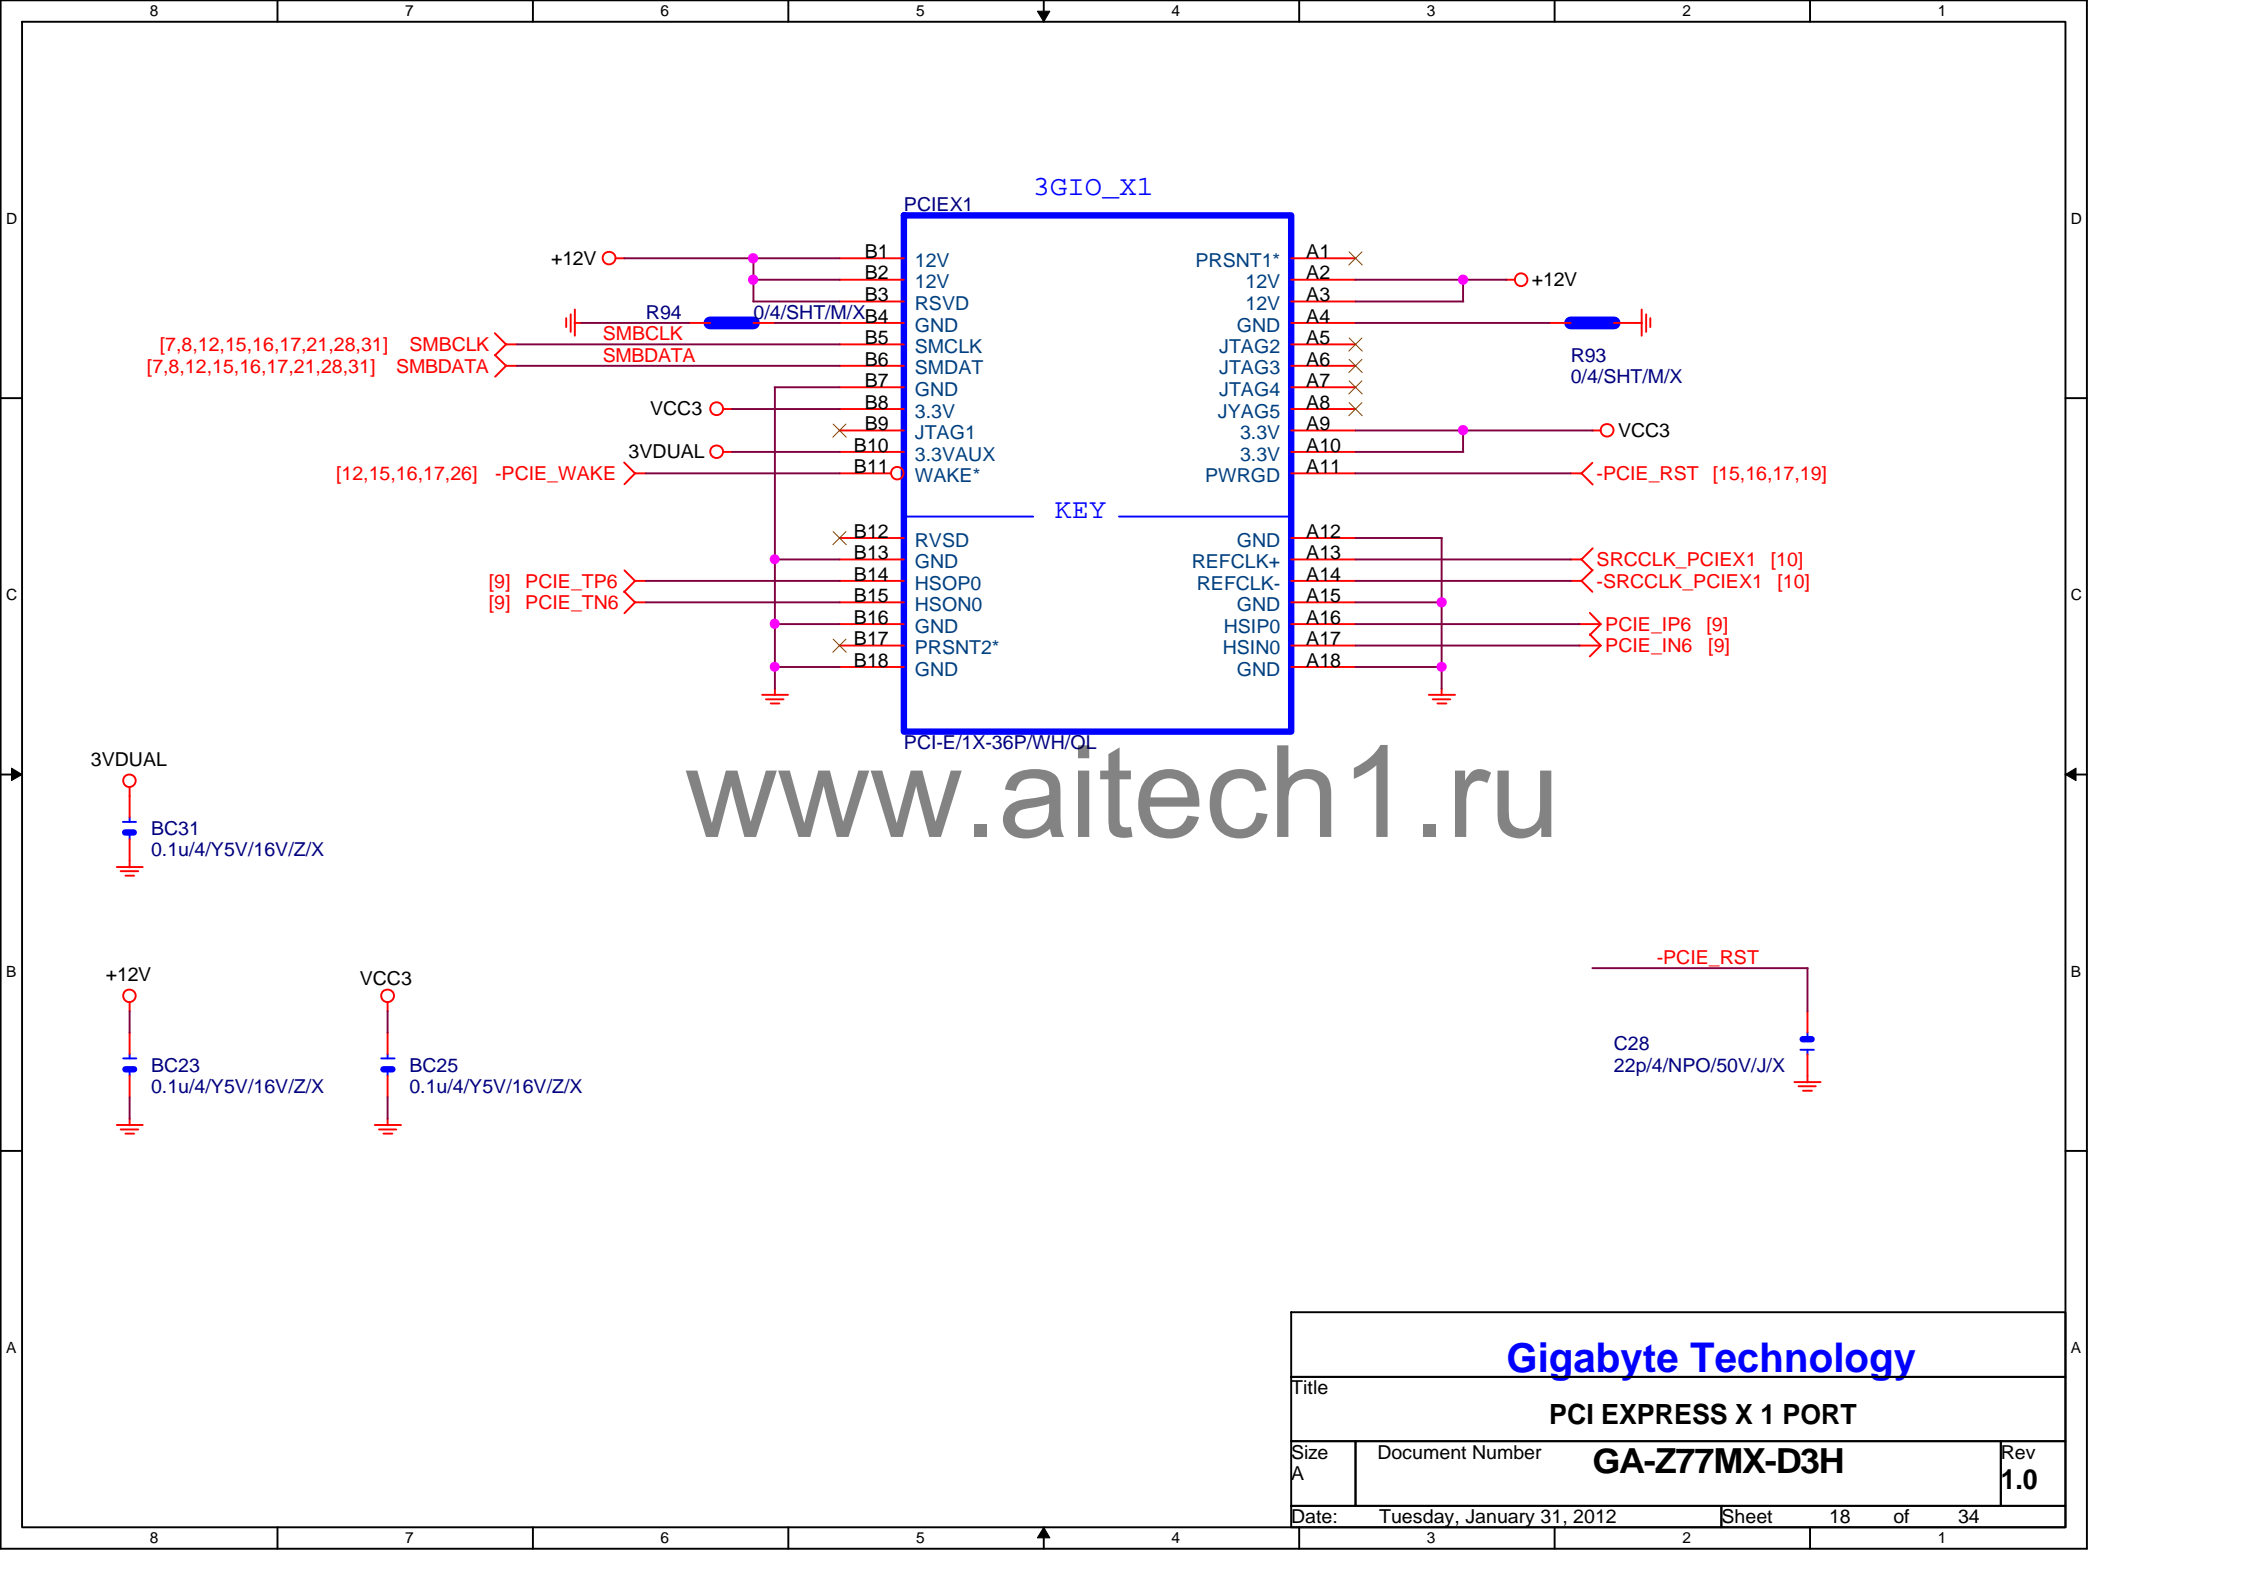 8 7 6 5 4 3 2 1
D D
C C
B B
A A
3GIO_X1
PCIEX1
+12V B1 12V PRSNT1* A1
B2 12V 12V A2 +12V
B3 RSVD 12V A3
R94 0/4/SHT/M/X B4 GND GND A4
[7,8,12,15,16,17,21,28,31] SMBCLK SMBCLK B5 SMCLK JTAG2 A5
[7,8,12,15,16,17,21,28,31] SMBDATA SMBDATA B6 SMDAT JTAG3 A6
R93
0/4/SHT/M/X
B7 GND JTAG4 A7
VCC3 B8 3.3V JYAG5 A8
B9 JTAG1 3.3V A9 VCC3
3VDUAL B10 3.3VAUX 3.3V A10
[12,15,16,17,26] -PCIE_WAKE B11 WAKE* PWRGD A11 -PCIE_RST [15,16,17,19]
KEY
B12 RVSD GND A12
B13 GND REFCLK+ A13 SRCCLK_PCIEX1 [10]
[9] PCIE_TP6 B14 HSOP0 REFCLK- A14 -SRCCLK_PCIEX1 [10]
[9] PCIE_TN6 B15 HSON0 GND A15
B16 GND HSIP0 A16 PCIE_IP6 [9]
B17 PRSNT2* HSIN0 A17 PCIE_IN6 [9]
B18 GND GND A18
PCI-E/1X-36P/WH/OL
www.aitech1.ru
3VDUAL
BC31
0.1u/4/Y5V/16V/Z/X
+12V
BC23
0.1u/4/Y5V/16V/Z/X
VCC3
BC25
0.1u/4/Y5V/16V/Z/X
-PCIE_RST
C28
22p/4/NPO/50V/J/X
Gigabyte Technology
Title
PCI EXPRESS X 1 PORT
Size
A
Document Number GA-Z77MX-D3H
Rev
1.0
Date: Tuesday, January 31, 2012 Sheet 18 of 34
8 7 6 5 4 3 2 1